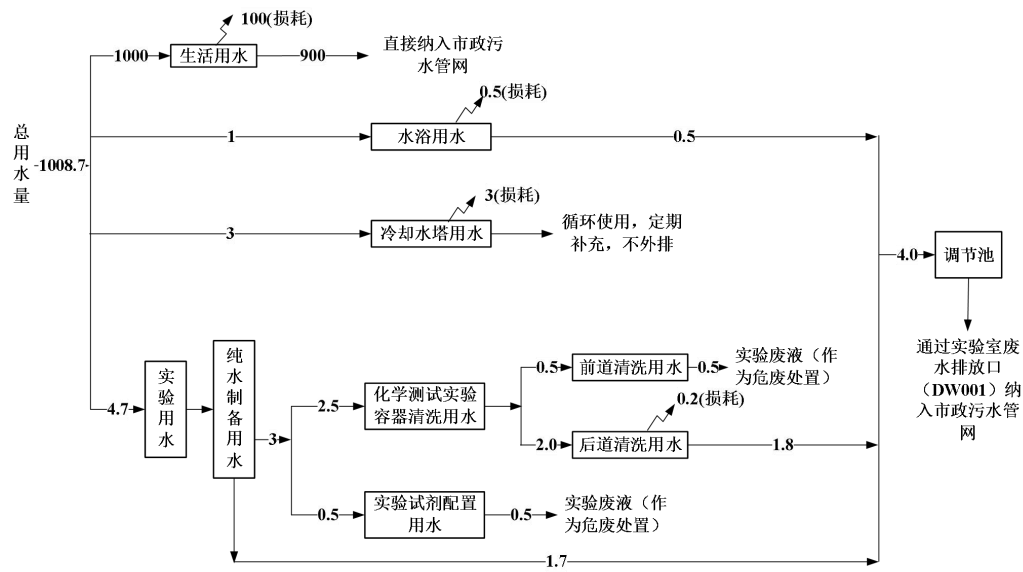 100(损耗)
1000
生活用水
900
直接纳入市政污
水管网
0.5(损耗)
总
用
水
量
1008.7
1
水浴用水
0.5
3(损耗)
3
冷却水塔用水
循环使用，定期
补充，不外排
4.0
调节池
通过实验室废
水排放口
（DW001）纳
入市政污水管
网
4.7
实
验
用
水
纯
水
制
备
用
水
3
2.5
化学测试实验
容器清洗用水
0.5
前道清洗用水
0.5
实验废液（作
为危废处置）
0.2(损耗)
2.0
后道清洗用水
1.8
0.5
实验试剂配置
用水
0.5
实验废液（作
为危废处置）
1.7